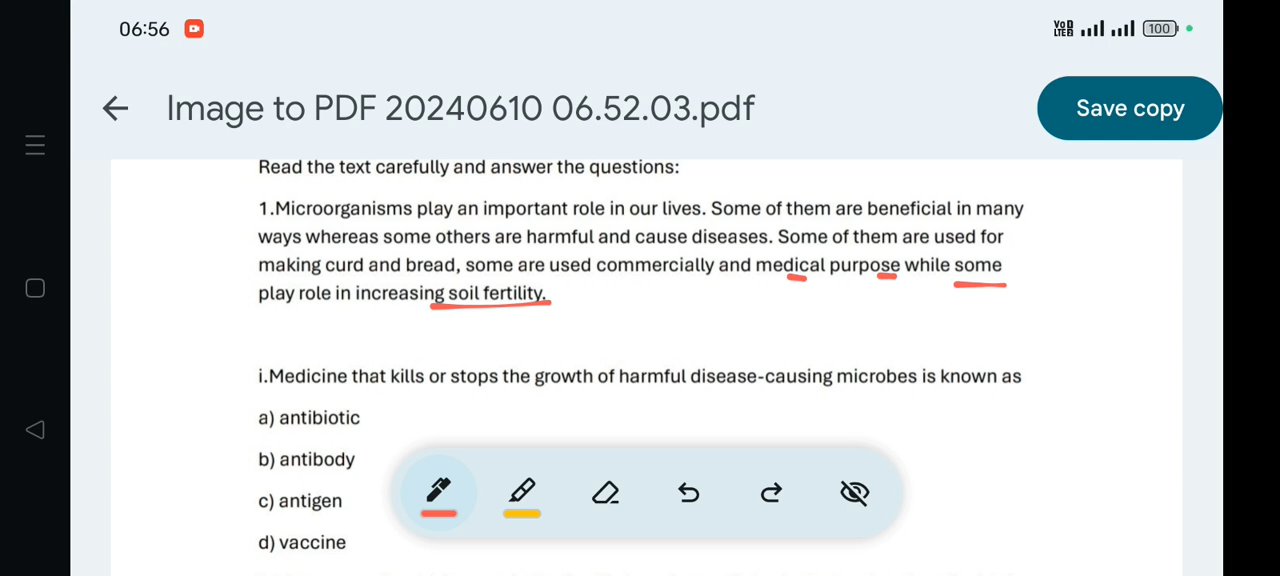 06:56
Vo LTE
100
Image to PDF 20240610 06.52.03.pdf
Save copy
Read the text carefully and answer the questions:
1.Microorganisms play an important role in our lives. Some of them are beneficial in many
ways whereas some others are harmful and cause diseases. Some of them are used for
making curd and bread, some are used commercially and medical purpose while some
play role in increasing soil fertility.
i.Medicine that kills or stops the growth of harmful disease-causing microbes is known as
a) antibiotic
b) antibody
c) antigen
d) vaccine